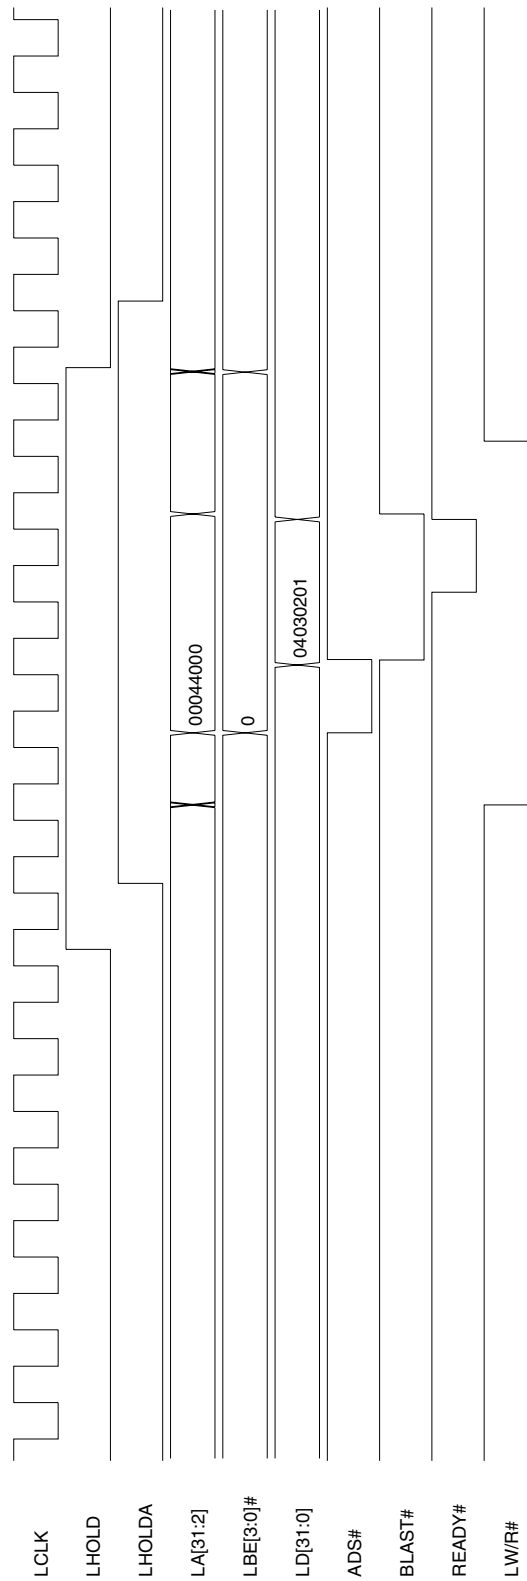 LCLK
LHOLD
LHOLDA
LA[31:2]
00044000
LBE[3:0]#
0
LD[31:0]
04030201
ADS#
BLAST#
READY#
LW/R#